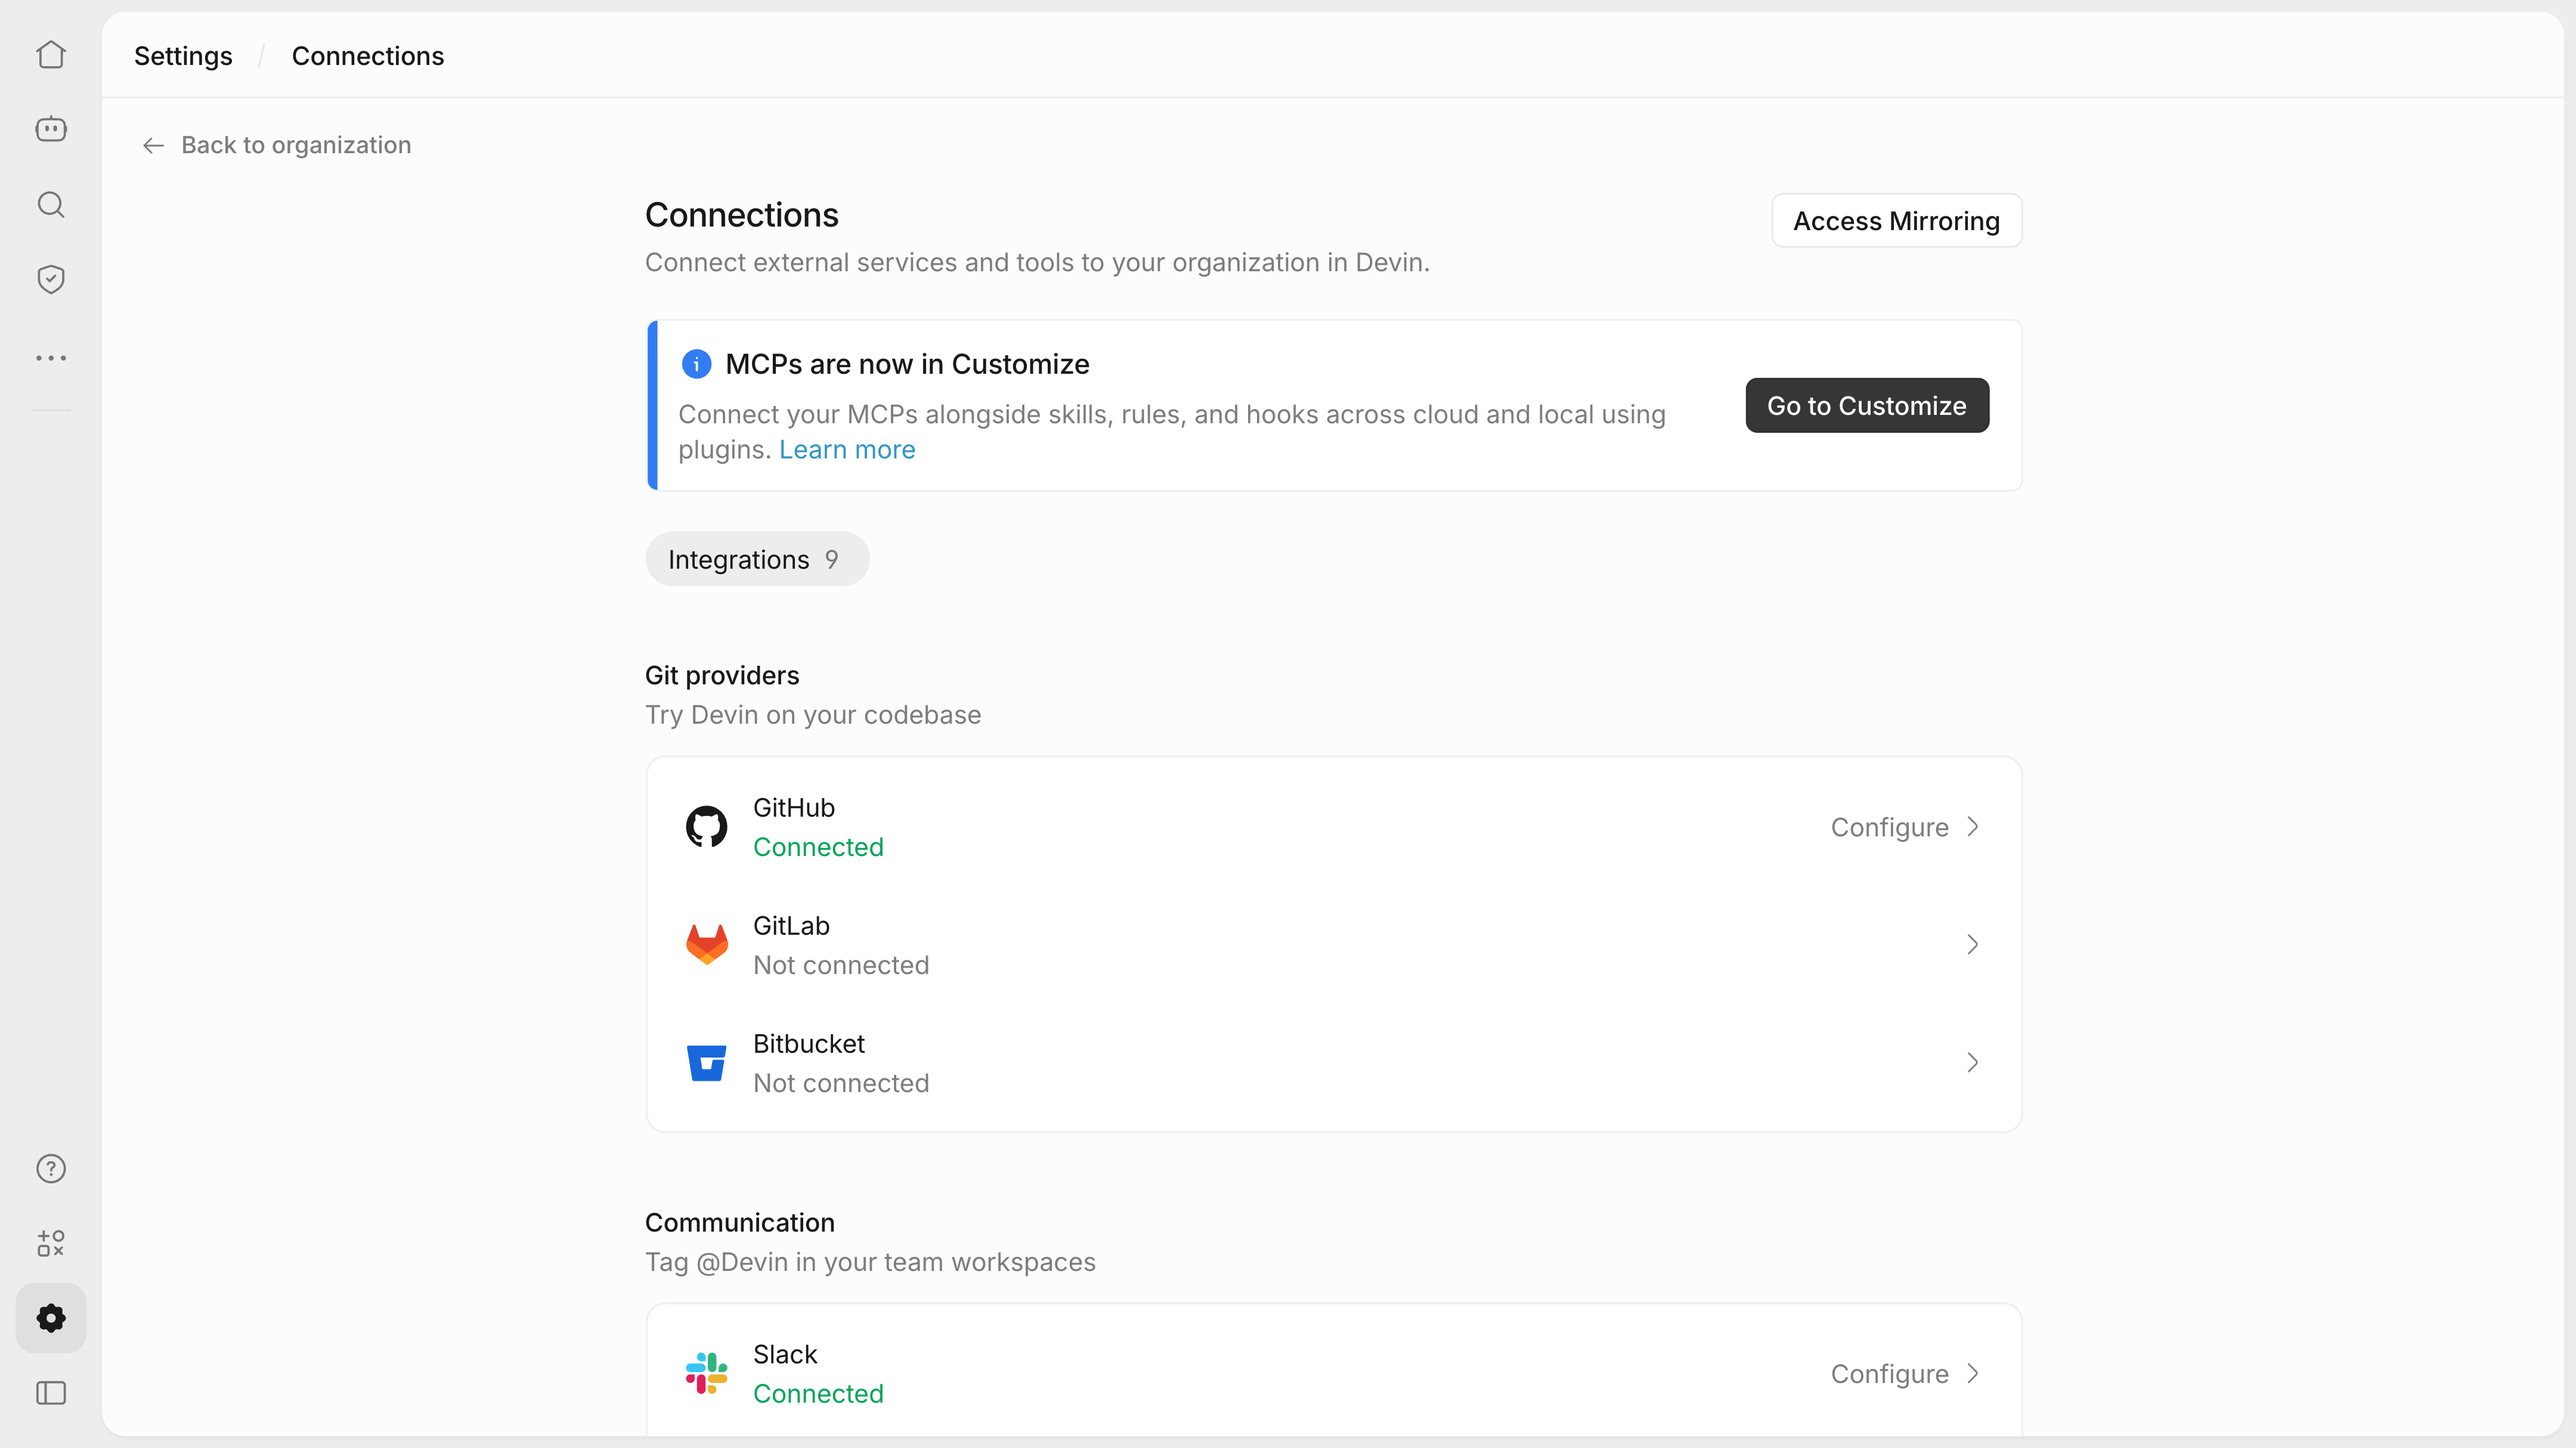 Settings / Connections
Back to organization
Connections
Access Mirroring
Connect external services and tools to your organization in Devin.
MCPs are now in Customize
Connect your MCPs alongside skills, rules, and hooks across cloud and local using
plugins. Learn more
Go to Customize
Integrations 9
Git providers
Try Devin on your codebase
GitHub
Connected
Configure
GitLab
Not connected
Bitbucket
Not connected
Communication
Tag @Devin in your team workspaces
Slack
Connected
Configure